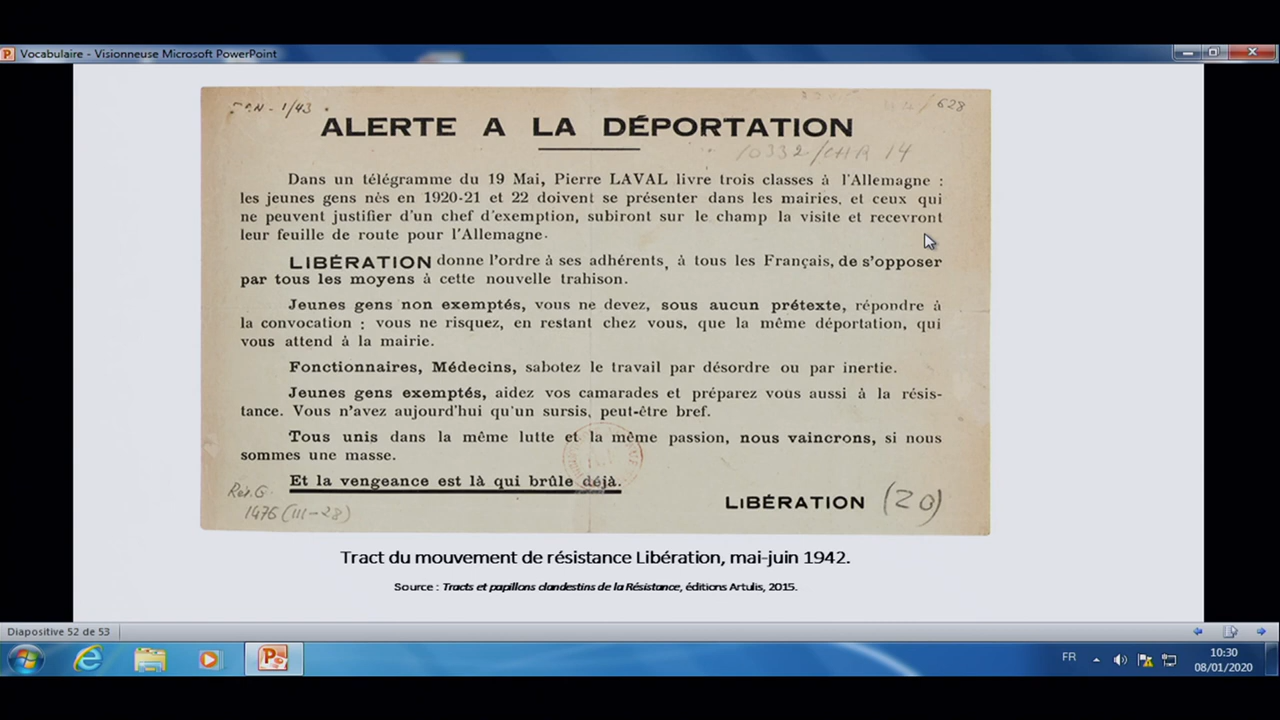 Vocabulaire - Visionneuse Microsoft PowerPoint
1/43
628
ALERTE A LA DÉPORTATION
10332/CHR 14
Dans un télégramme du 19 Mai, Pierre LAVAL livre trois classes à l'Allemagne :
les jeunes gens nés en 1920-21 et 22 doivent se présenter dans les mairies, et ceux qui
ne peuvent justifier d'un chef d'exemption, subiront sur le champ la visite et recevront
leur feuille de route pour l'Allemagne.
LIBÉRATION donne l'ordre à ses adhérents, à tous les Français, de s'opposer
par tous les moyens à cette nouvelle trahison.
Jeunes gens non exemptés, vous ne devez, sous aucun prétexte, répondre à
la convocation : vous ne risquez, en restant chez vous, que la même déportation, qui
vous attend à la mairie.
Fonctionnaires, Médecins, sabotez le travail par désordre ou par inertie.
Jeunes gens exemptés, aidez vos camarades et préparez vous aussi à la résis-
tance. Vous n'avez aujourd'hui qu'un sursis, peut-être bref.
Tous unis dans la même lutte et la même passion, nous vaincrons, si nous
sommes une masse.
Et la vengeance est là qui brûle déjà.
Rés. G.
1476 (III-28)
LIBÉRATION (20)
Tract du mouvement de résistance Libération, mai-juin 1942.
Source : Tracts et papillons clandestins de la Résistance, éditions Artulis, 2015.
Diapositive 52 de 53
FR
10:30
08/01/2020